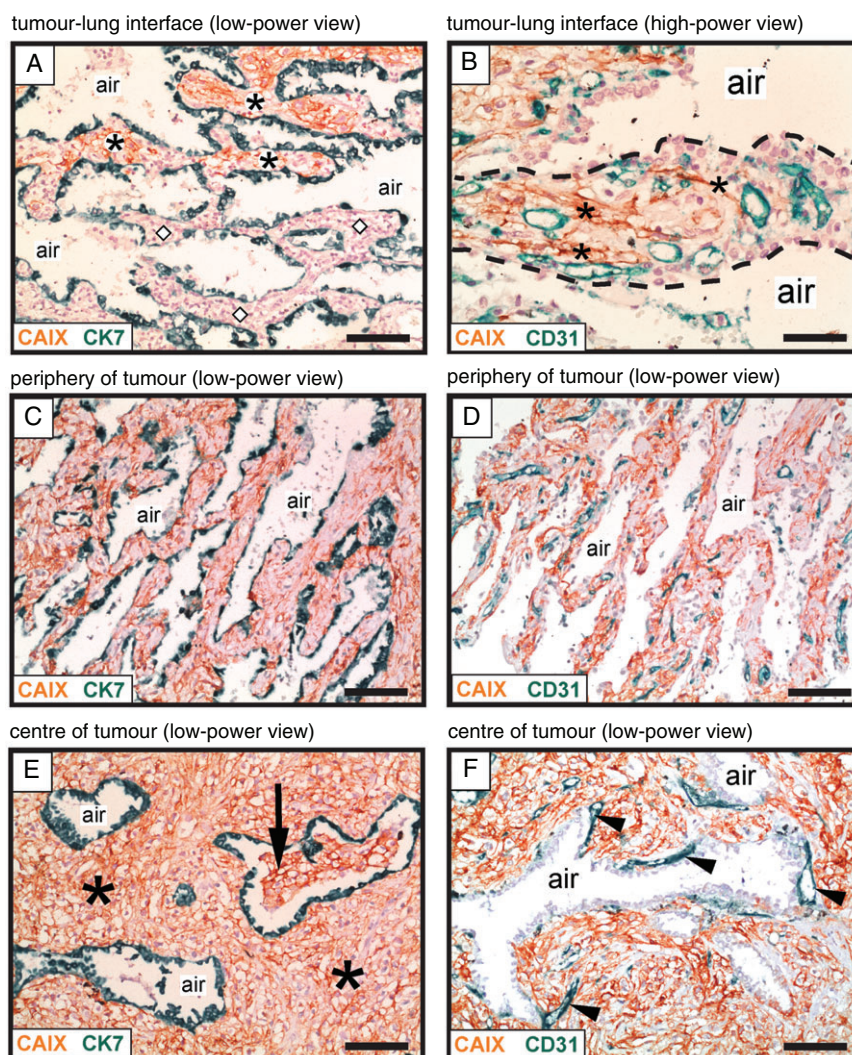 tumour-lung interface (low-power view)
A
air
*
*
*
air
air
CAIX CK7
tumour-lung interface (high-power view)
B
air
*
*
*
air
CAIX CD31
periphery of tumour (low-power view)
C
air
air
CAIX CK7
periphery of tumour (low-power view)
D
air
air
CAIX CD31
centre of tumour (low-power view)
E
air
*
*
air
CAIX CK7
centre of tumour (low-power view)
F
air
air
CAIX CD31